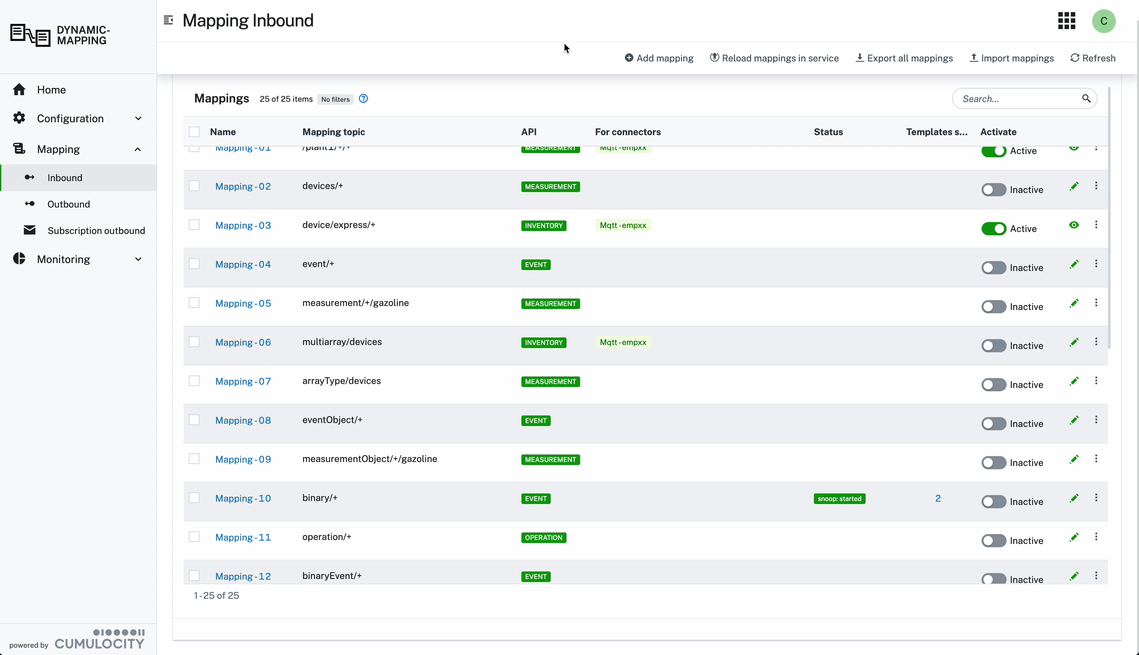 DYNAMIC-
MAPPING
Mapping Inbound
C
Add mapping
Reload mappings in service
Export all mappings
Import mappings
Refresh
Home
Configuration
Mapping
Inbound
Outbound
Subscription outbound
Monitoring
Mappings 25 of 25 items No filters ?
Search...
Name Mapping topic API For connectors Status Templates s... Activate
Mapping-01 /plant1/+/+ MEASUREMENT Mqtt-empxx Active
Mapping-02 devices/+ MEASUREMENT Inactive
Mapping-03 device/express/+ INVENTORY Mqtt-empxx Active
Mapping-04 event/+ EVENT Inactive
Mapping-05 measurement/+/gazoline MEASUREMENT Inactive
Mapping-06 multiarray/devices INVENTORY Mqtt-empxx Inactive
Mapping-07 arrayType/devices MEASUREMENT Inactive
Mapping-08 eventObject/+ EVENT Inactive
Mapping-09 measurementObject/+/gazoline MEASUREMENT Inactive
Mapping-10 binary/+ EVENT snoop: started 2 Inactive
Mapping-11 operation/+ OPERATION Inactive
Mapping-12 binaryEvent/+ EVENT Inactive
1-25 of 25
powered by CUMULOCITY